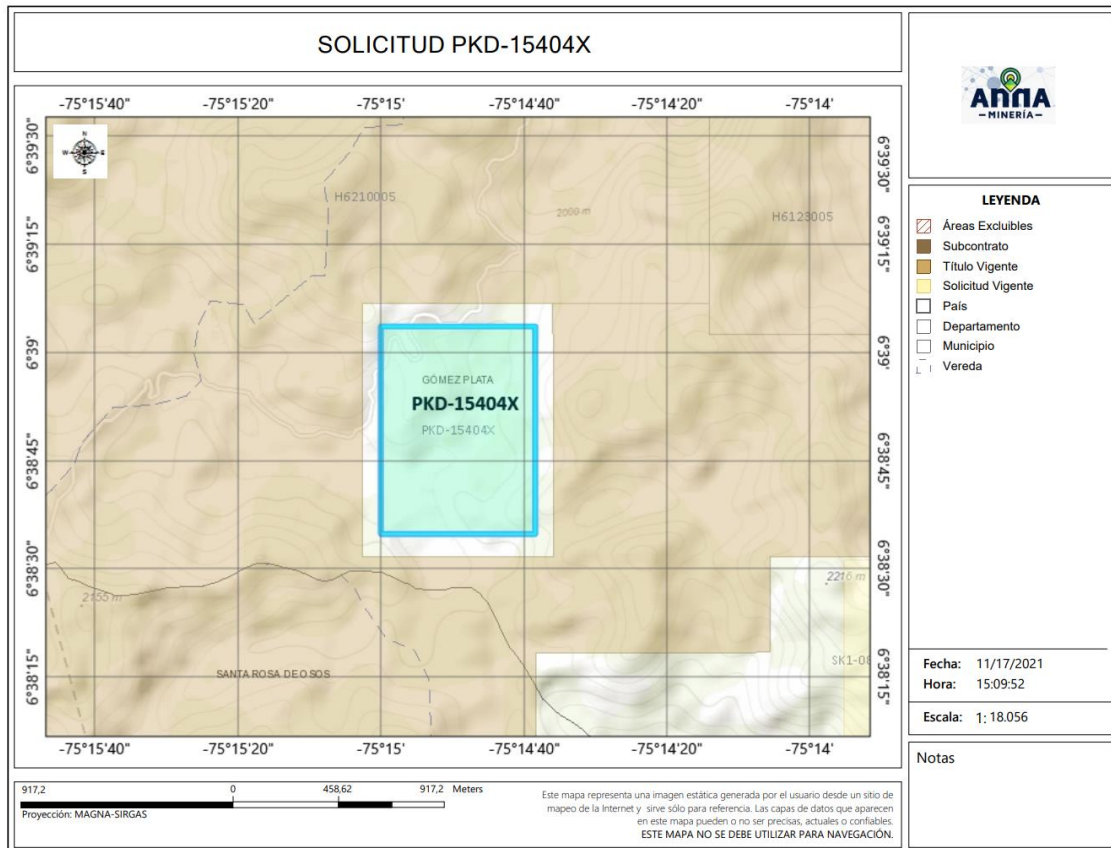 SOLICITUD PKD-15404X
-75°15'40" -75°15'20" -75°15' -75°14'40" -75°14'20" -75°14'
6°39'30" 6°39'30"
N
W E
S
H6210005
2000 m
H6123005
6°39'15" 6°39'15"
6°39' 6°39'
GÓMEZ PLATA
PKD-15404X
PKD-15404X
6°38'45" 6°38'45"
6°38'30" 6°38'30"
2155 m
2216 m
SANTA ROSA DE O SOS
SK1-08
6°38'15" 6°38'15"
-75°15'40" -75°15'20" -75°15' -75°14'40" -75°14'20" -75°14'
917,2 0 458,62 917,2 Meters
Proyección: MAGNA-SIRGAS
Este mapa representa una imagen estática generada por el usuario desde un sitio de
mapeo de la Internet y sirve sólo para referencia. Las capas de datos que aparecen
en este mapa pueden o no ser precisas, actuales o confiables.
ESTE MAPA NO SE DEBE UTILIZAR PARA NAVEGACIÓN.
ANNA
-MINERÍA-
LEYENDA
Áreas Excluibles
Subcontrato
Título Vigente
Solicitud Vigente
País
Departamento
Municipio
Vereda
Fecha: 11/17/2021
Hora: 15:09:52
Escala: 1: 18.056
Notas